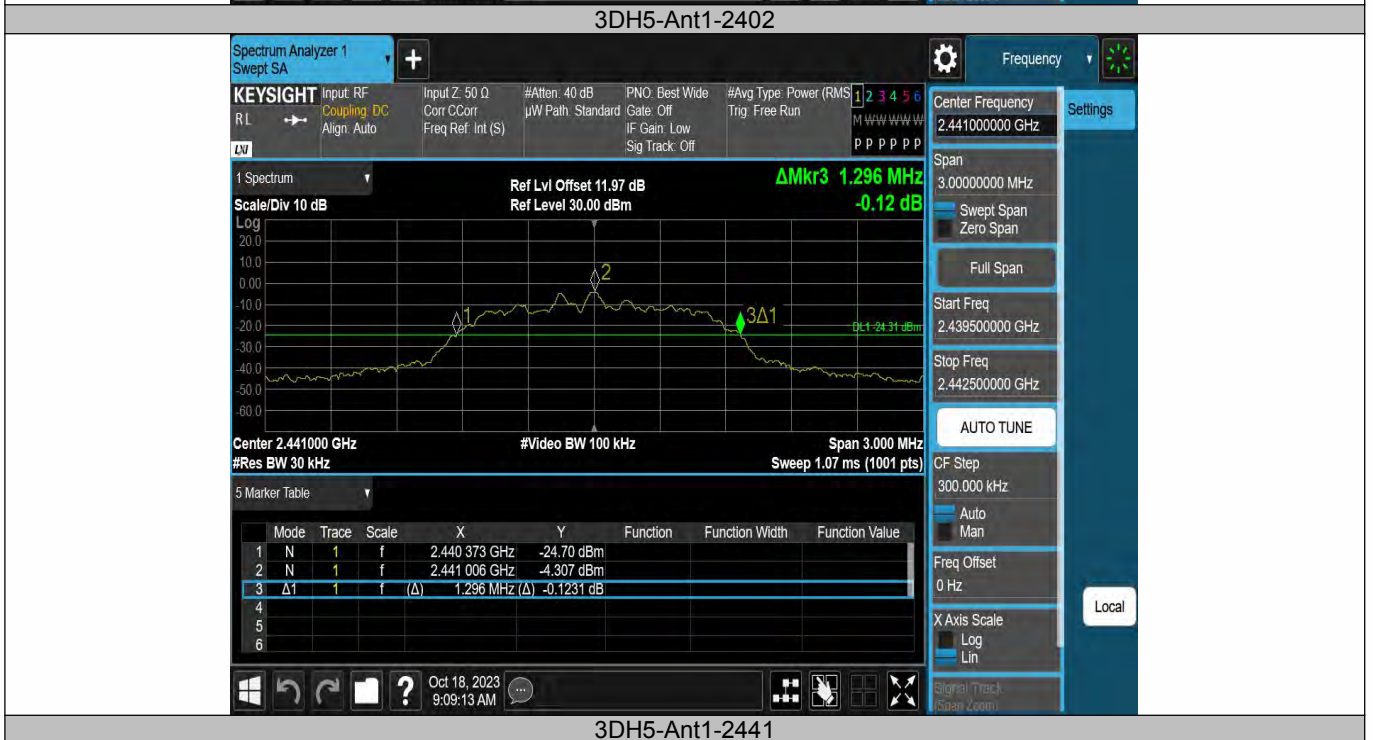 3DH5-Ant1-2402
Spectrum Analyzer 1
Swept SA
+
Frequency
KEYSIGHT
RL
LXI
Input: RF
Coupling: DC
Align: Auto
Input Z: 50 Ω
Corr CCorr
Freq Ref: Int (S)
#Atten: 40 dB
µW Path: Standard
PNO: Best Wide
Gate: Off
IF Gain: Low
Sig Track: Off
#Avg Type: Power (RMS
Trig: Free Run
1 2 3 4 5 6
M W W W W W
P P P P P P
Center Frequency
2.441000000 GHz
Settings
Span
3.00000000 MHz
Swept Span
Zero Span
Full Span
Start Freq
2.439500000 GHz
Stop Freq
2.442500000 GHz
AUTO TUNE
CF Step
300.000 kHz
Auto
Man
Freq Offset
0 Hz
X Axis Scale
Log
Lin
Signal Track
(Span Zoom)
Local
1 Spectrum
Scale/Div 10 dB
Ref Lvl Offset 11.97 dB
Ref Level 30.00 dBm
ΔMkr3 1.296 MHz
-0.12 dB
Log
20.0
10.0
0.00
-10.0
-20.0
-30.0
-40.0
-50.0
-60.0
1
2
3Δ1
DL1 -24.31 dBm
Center 2.441000 GHz
#Video BW 100 kHz
Span 3.000 MHz
#Res BW 30 kHz
Sweep 1.07 ms (1001 pts)
5 Marker Table
Mode Trace Scale X Y Function Function Width Function Value
1 N 1 f 2.440 373 GHz -24.70 dBm
2 N 1 f 2.441 006 GHz -4.307 dBm
3 Δ1 1 f (Δ) 1.296 MHz (Δ) -0.1231 dB
4
5
6
?
Oct 18, 2023
9:09:13 AM
3DH5-Ant1-2441